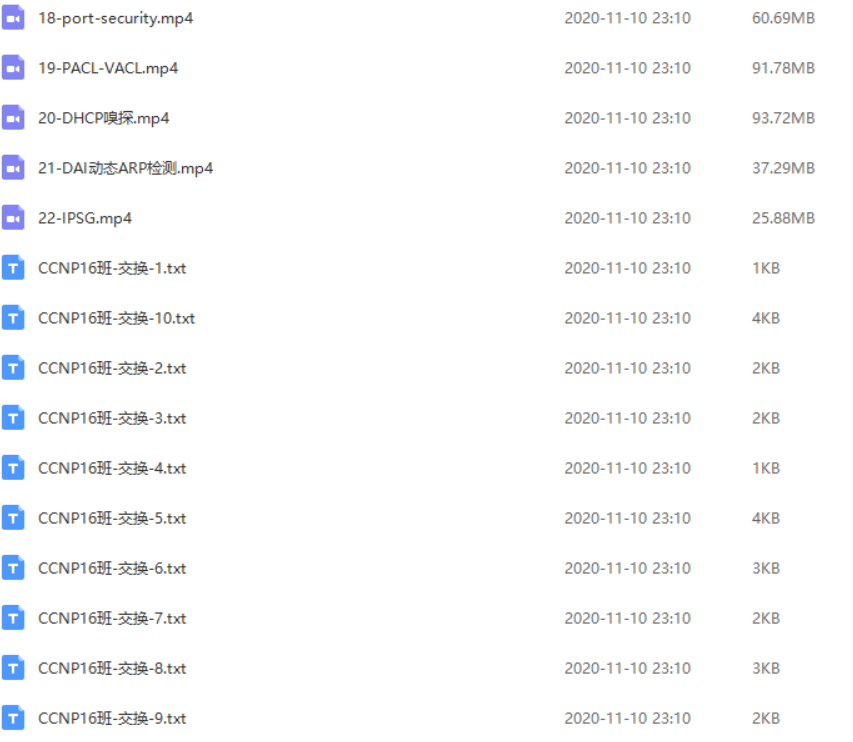 18-port-security.mp4 2020-11-10 23:10 60.69MB
19-PACL-VACL.mp4 2020-11-10 23:10 91.78MB
20-DHCP嗅探.mp4 2020-11-10 23:10 93.72MB
21-DAI动态ARP检测.mp4 2020-11-10 23:10 37.29MB
22-IPSG.mp4 2020-11-10 23:10 25.88MB
CCNP16班-交换-1.txt 2020-11-10 23:10 1KB
CCNP16班-交换-10.txt 2020-11-10 23:10 4KB
CCNP16班-交换-2.txt 2020-11-10 23:10 2KB
CCNP16班-交换-3.txt 2020-11-10 23:10 2KB
CCNP16班-交换-4.txt 2020-11-10 23:10 1KB
CCNP16班-交换-5.txt 2020-11-10 23:10 4KB
CCNP16班-交换-6.txt 2020-11-10 23:10 3KB
CCNP16班-交换-7.txt 2020-11-10 23:10 2KB
CCNP16班-交换-8.txt 2020-11-10 23:10 3KB
CCNP16班-交换-9.txt 2020-11-10 23:10 2KB